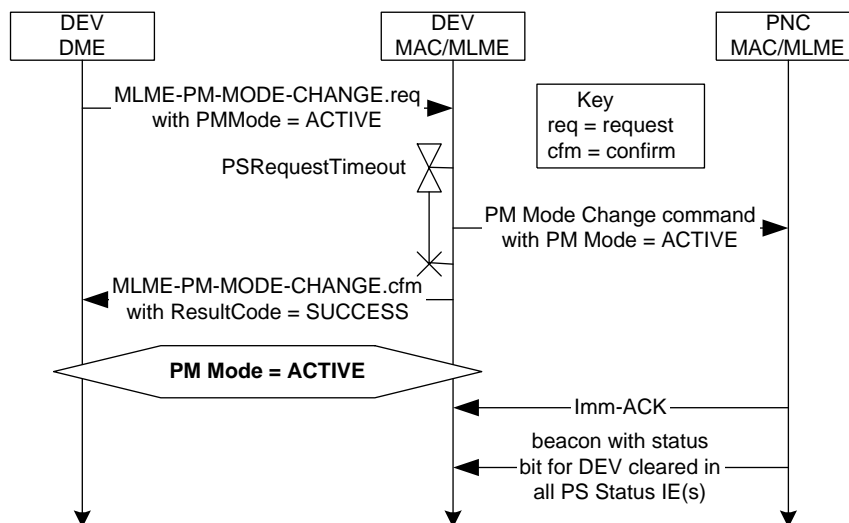 DEV
DME
DEV
MAC/MLME
PNC
MAC/MLME
MLME-PM-MODE-CHANGE.req
with PMMode = ACTIVE
Key
req = request
cfm = confirm
PSRequestTimeout
PM Mode Change command
with PM Mode = ACTIVE
MLME-PM-MODE-CHANGE.cfm
with ResultCode = SUCCESS
PM Mode = ACTIVE
Imm-ACK
beacon with status
bit for DEV cleared in
all PS Status IE(s)